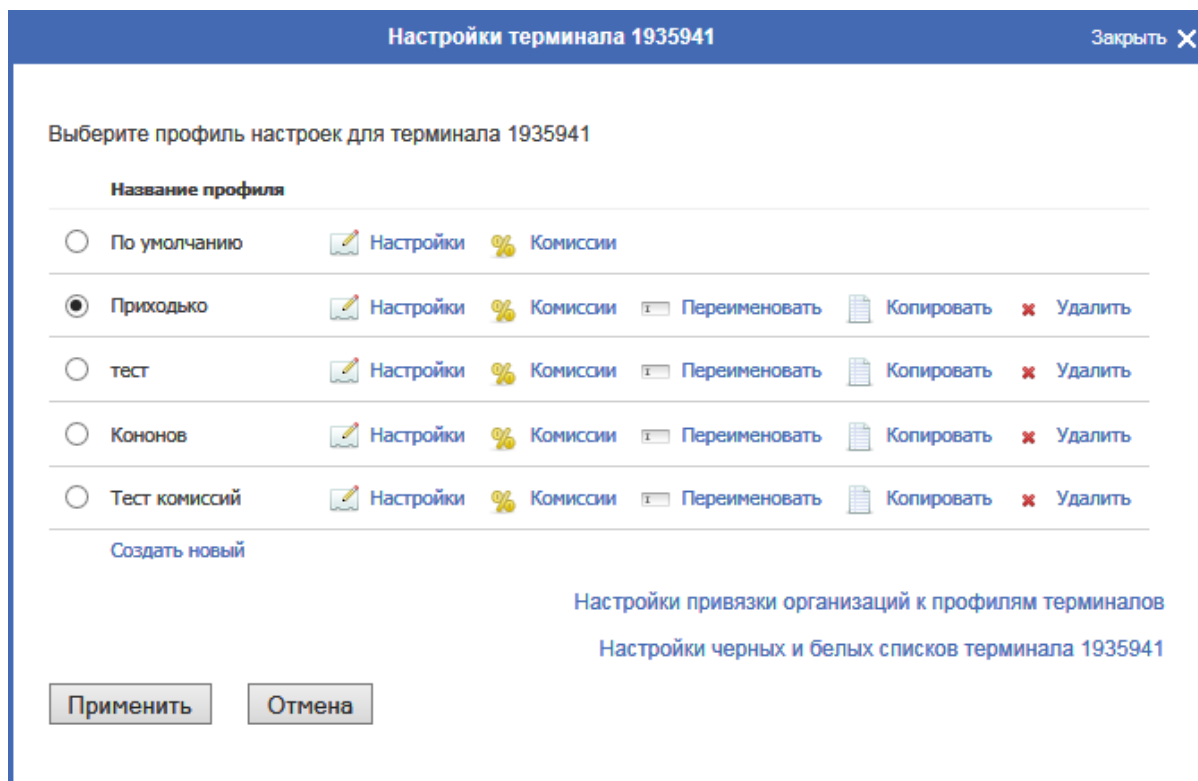 Настройки терминала 1935941 Закрыть
Выберите профиль настроек для терминала 1935941
Название профиля
По умолчанию Настройки Комиссии
Приходько Настройки Комиссии Переименовать Копировать Удалить
тест Настройки Комиссии Переименовать Копировать Удалить
Кононов Настройки Комиссии Переименовать Копировать Удалить
Тест комиссий Настройки Комиссии Переименовать Копировать Удалить
Создать новый
Настройки привязки организаций к профилям терминалов
Настройки черных и белых списков терминала 1935941
Применить Отмена